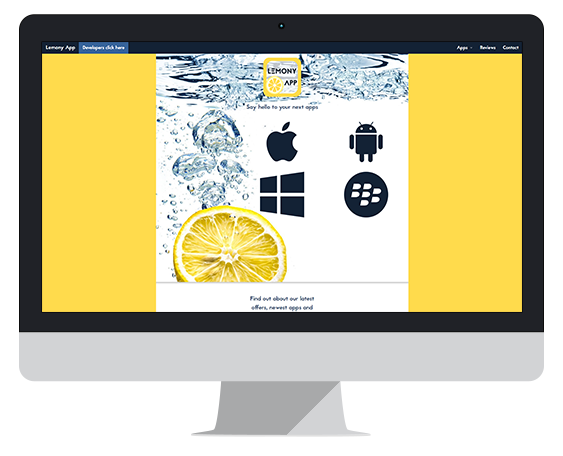 Lemony App Developers click here Apps Reviews Contact
LEMONY
APP
Say hello to your next apps
Find out about our latest
offers, newest apps and